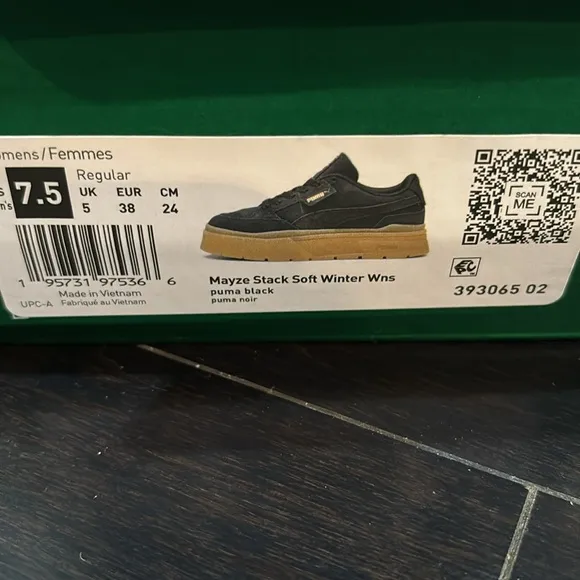 omens/Femmes
7.5
Regular
UK EUR CM
5 38 24
PUMA
SCAN
ME
1 95731 97536 6
Made in Vietnam
UPC-A Fabriqué au Vietnam
Mayze Stack Soft Winter Wns
puma black
puma noir
393065 02